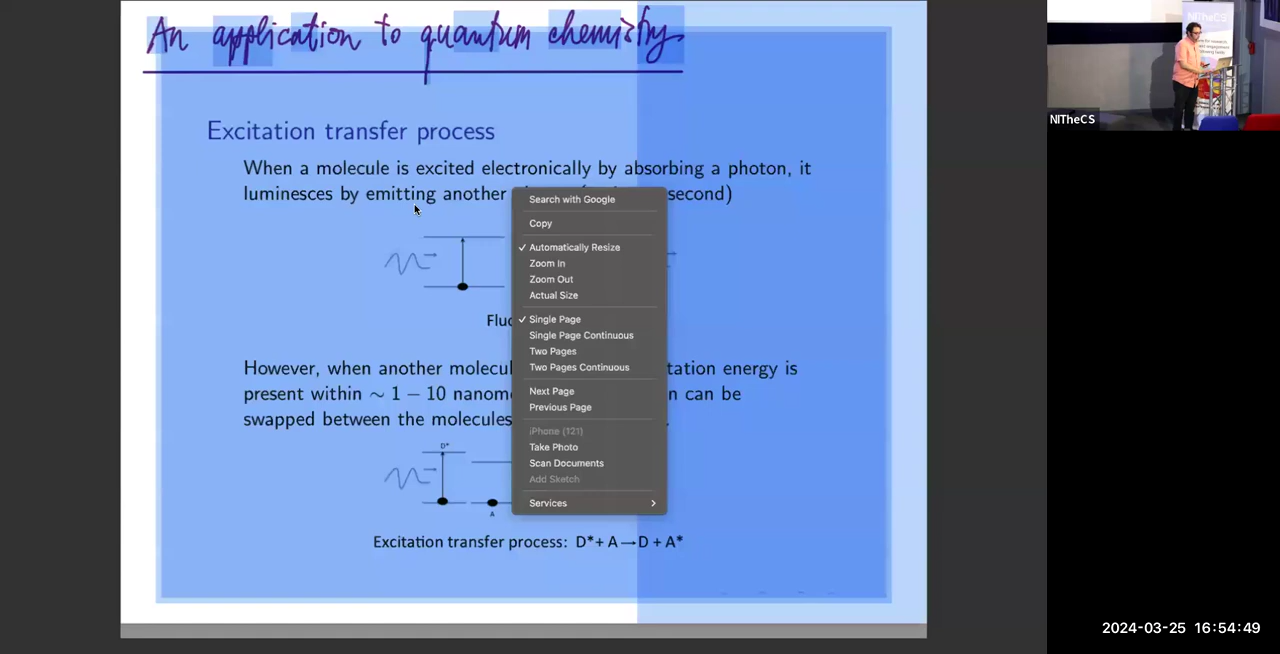 An application to quantum chemistry
Excitation transfer process
When a molecule is excited electronically by absorbing a photon, it
luminesces by emitting another
second)
Search with Google
Copy
Automatically Resize
Zoom In
Zoom Out
Actual Size
Single Page
Single Page Continuous
Two Pages
Two Pages Continuous
Next Page
Previous Page
iPhone (121)
Take Photo
Scan Documents
Add Sketch
Services
Fluo
However, when another molecul
tation energy is
present within ~ 1 − 10 nanome
n can be
swapped between the molecules
D*
A
Excitation transfer process: D*+ A→D + A*
NITheCS
NITheCS
2024-03-25 16:54:49